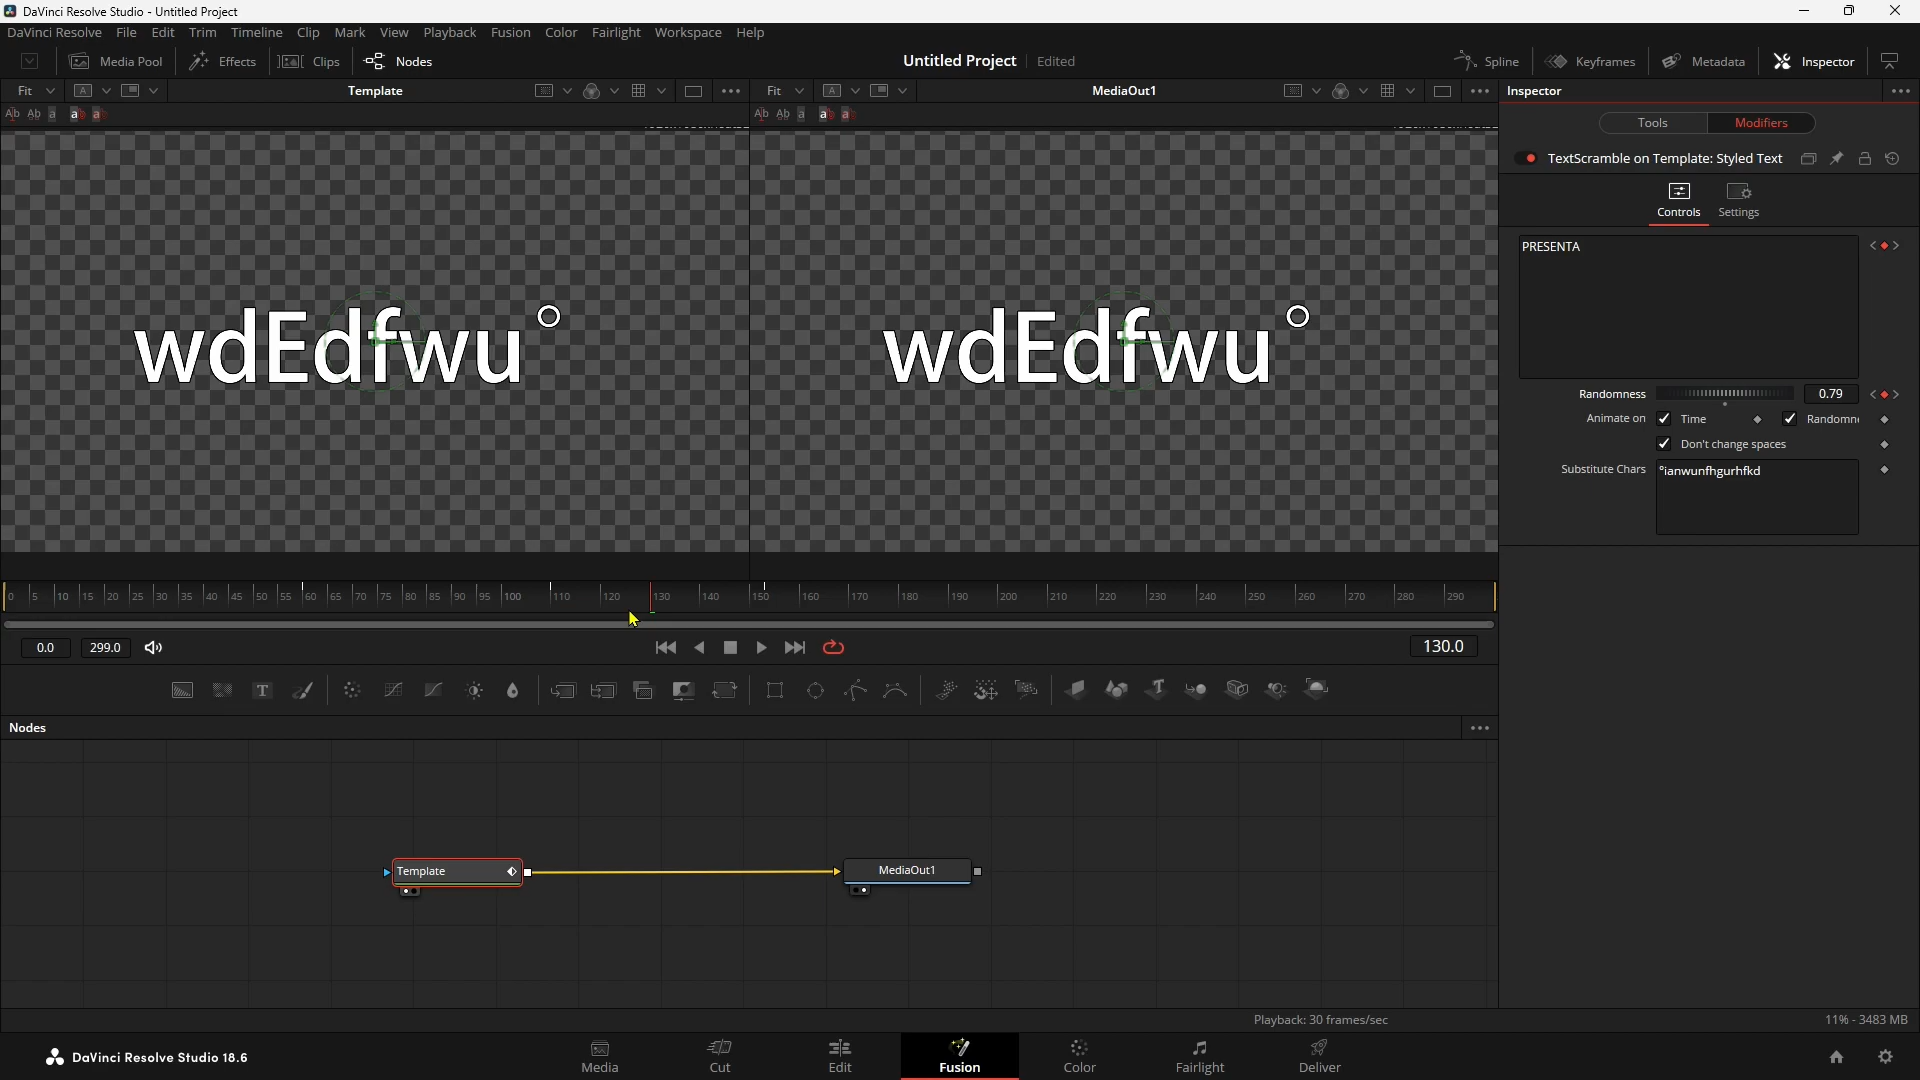 DaVinci Resolve Studio - Untitled Project
DaVinci Resolve File Edit Trim Timeline Clip Mark View Playback Fusion Color Fairlight Workspace Help
Media Pool Effects Clips Nodes Untitled Project Edited Spline Keyframes Metadata Inspector
Fit Template Fit MediaOut1 Inspector
Tools Modifiers
TextScramble on Template: Styled Text
Controls Settings
PRESENTA
wdEdfwu° wdEdfwu°
Randomness 0.79
Animate on Time Randomne
Don't change spaces
Substitute Chars °ianwunfhgurhfkd
0 5 10 15 20 25 30 35 40 45 50 55 60 65 70 75 80 85 90 95 100 110 120 130 140 150 160 170 180 190 200 210 220 230 240 250 260 270 280 290
0.0 299.0 130.0
Nodes
Template MediaOut1
Playback: 30 frames/sec 11% - 3483 MB
DaVinci Resolve Studio 18.6 Media Cut Edit Fusion Color Fairlight Deliver